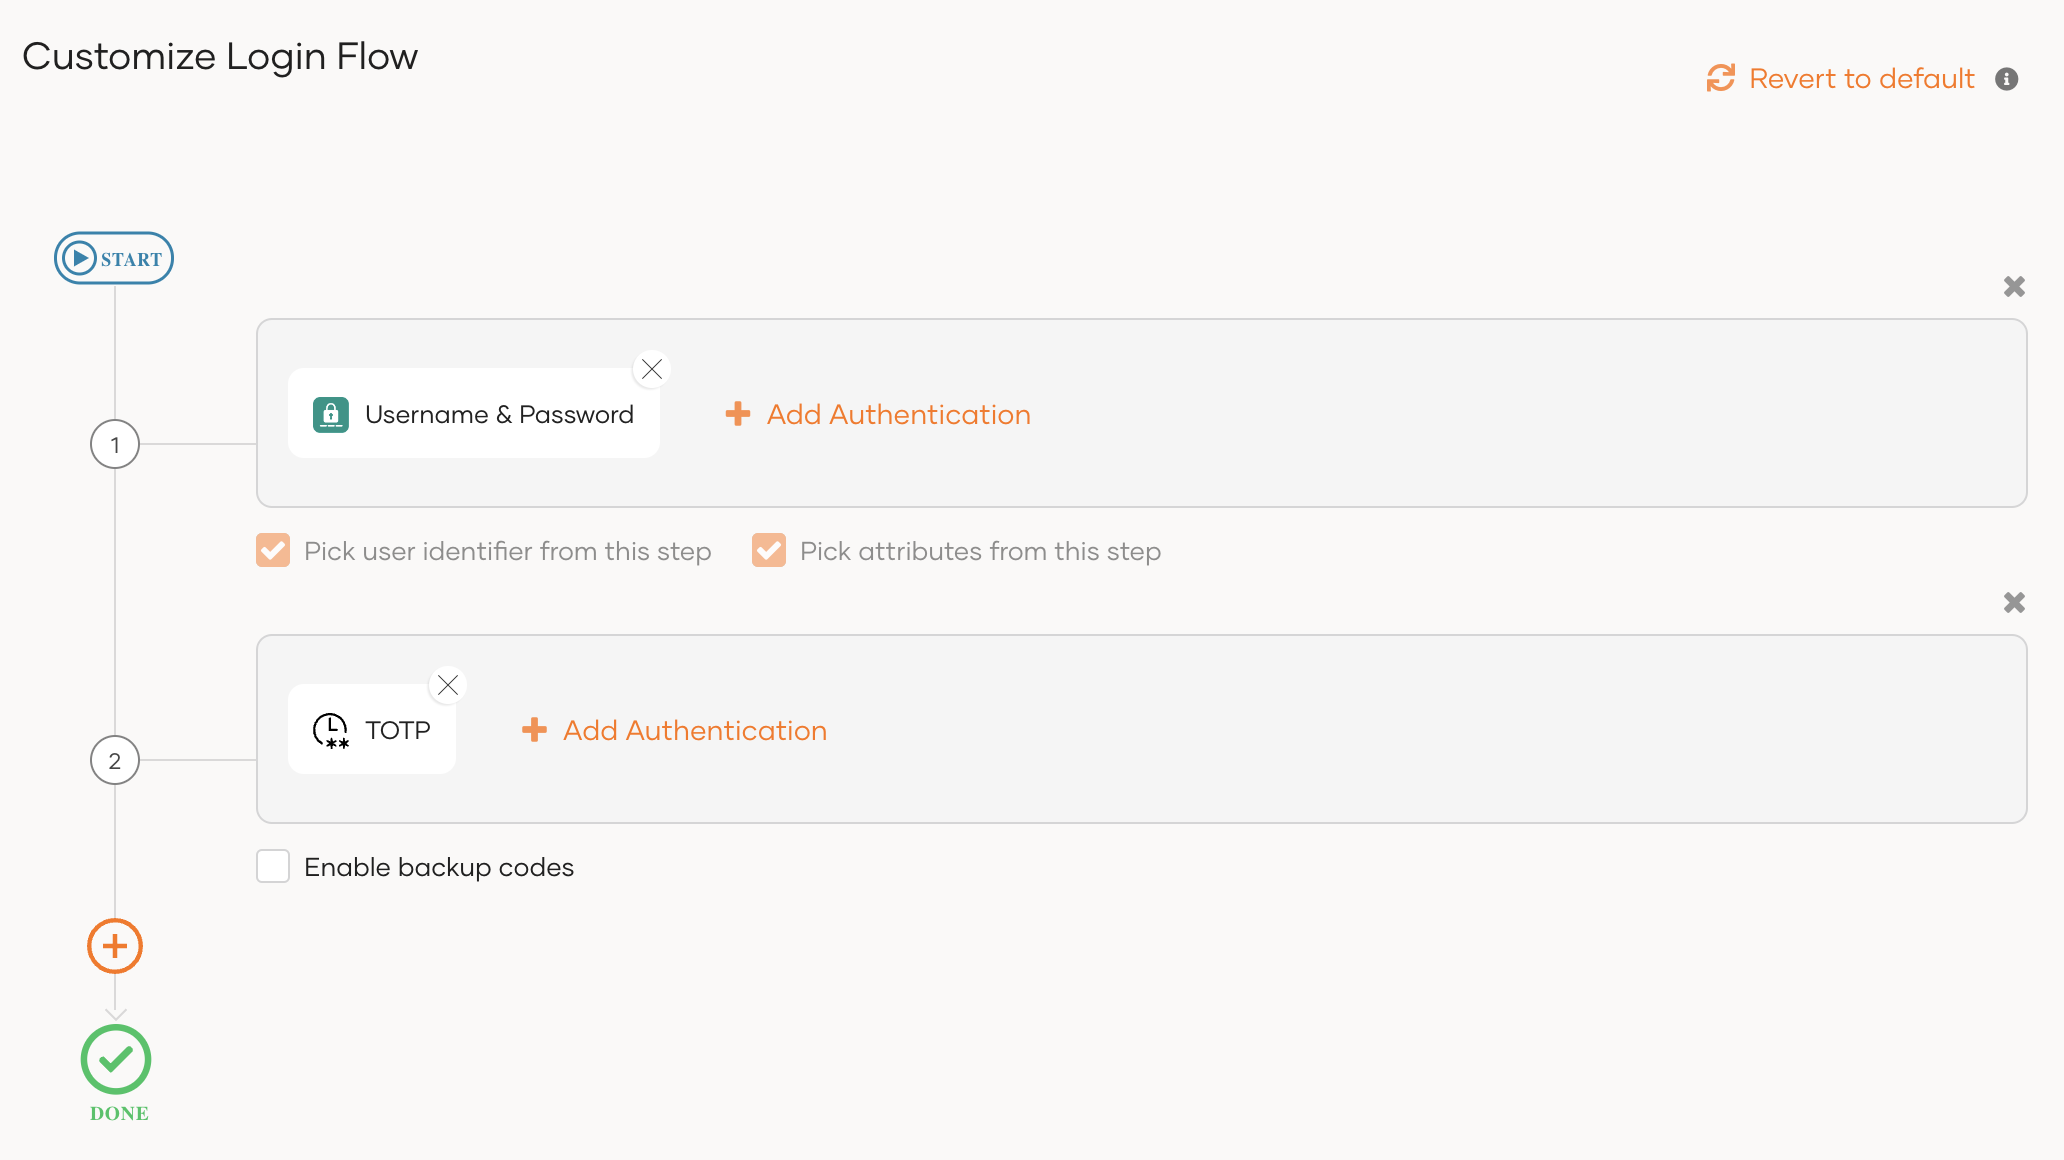 Customize Login Flow
Revert to default
START
1
Username & Password
Add Authentication
Pick user identifier from this step
Pick attributes from this step
2
TOTP
Add Authentication
Enable backup codes
DONE